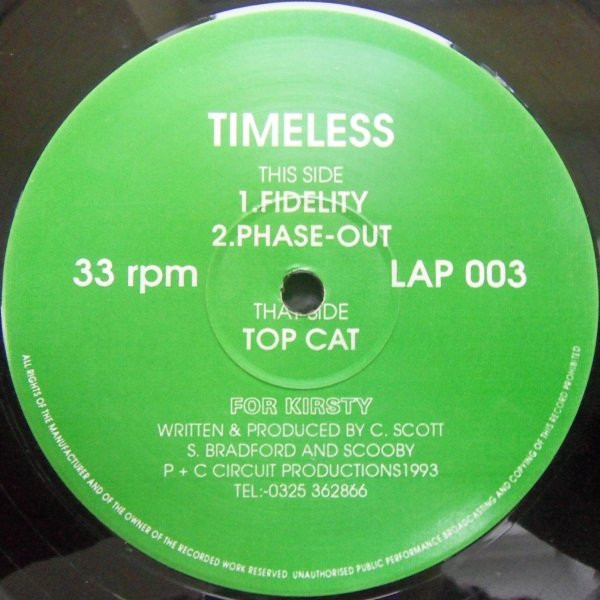 TIMELESS
THIS SIDE
1.FIDELITY
2.PHASE-OUT
33 rpm
LAP 003
THAT SIDE
TOP CAT
FOR KIRSTY
WRITTEN & PRODUCED BY C. SCOTT
S. BRADFORD AND SCOOBY
P + C CIRCUIT PRODUCTIONS1993
TEL:-0325 362866
ALL RIGHTS OF THE MANUFACTURER AND OF THE OWNER OF THE RECORDED WORK RESERVED UNAUTHORISED PUBLIC PERFORMANCE BROADCASTING AND COPYING OF THIS RECORD PROHIBITED